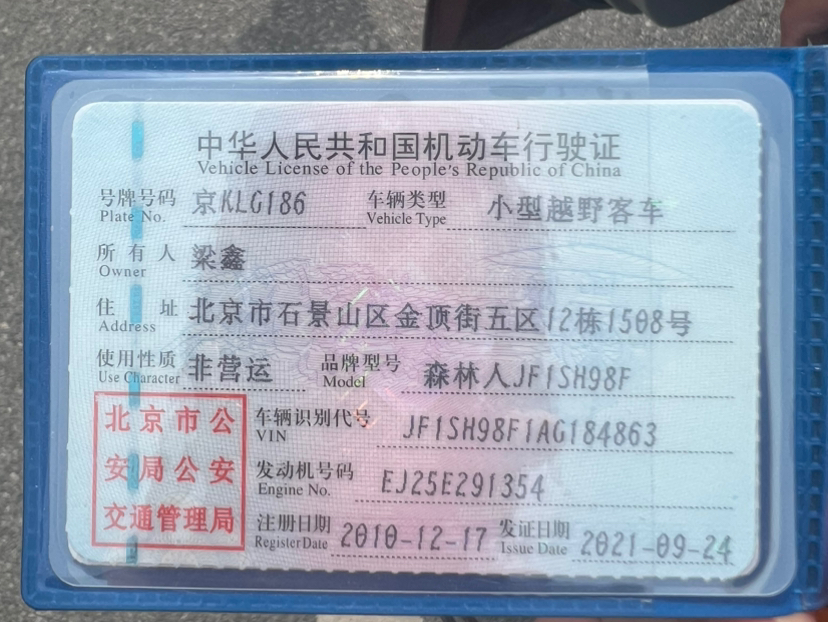 中华人民共和国机动车行驶证
Vehicle License of the People's Republic of China
号牌号码 京KLG186 车辆类型 小型越野客车
Plate No. Vehicle Type
所有人 梁鑫
Owner
住址 北京市石景山区金顶街五区12栋1508号
Address
使用性质 非营运 品牌型号 森林人JF1SH98F
Use Character Model
北京市公 车辆识别代号 JF1SH98F1AG184863
VIN
安局公安 发动机号码 EJ25E291354
Engine No.
交通管理局 注册日期 2010-12-17 发证日期 2021-09-24
Register Date Issue Date